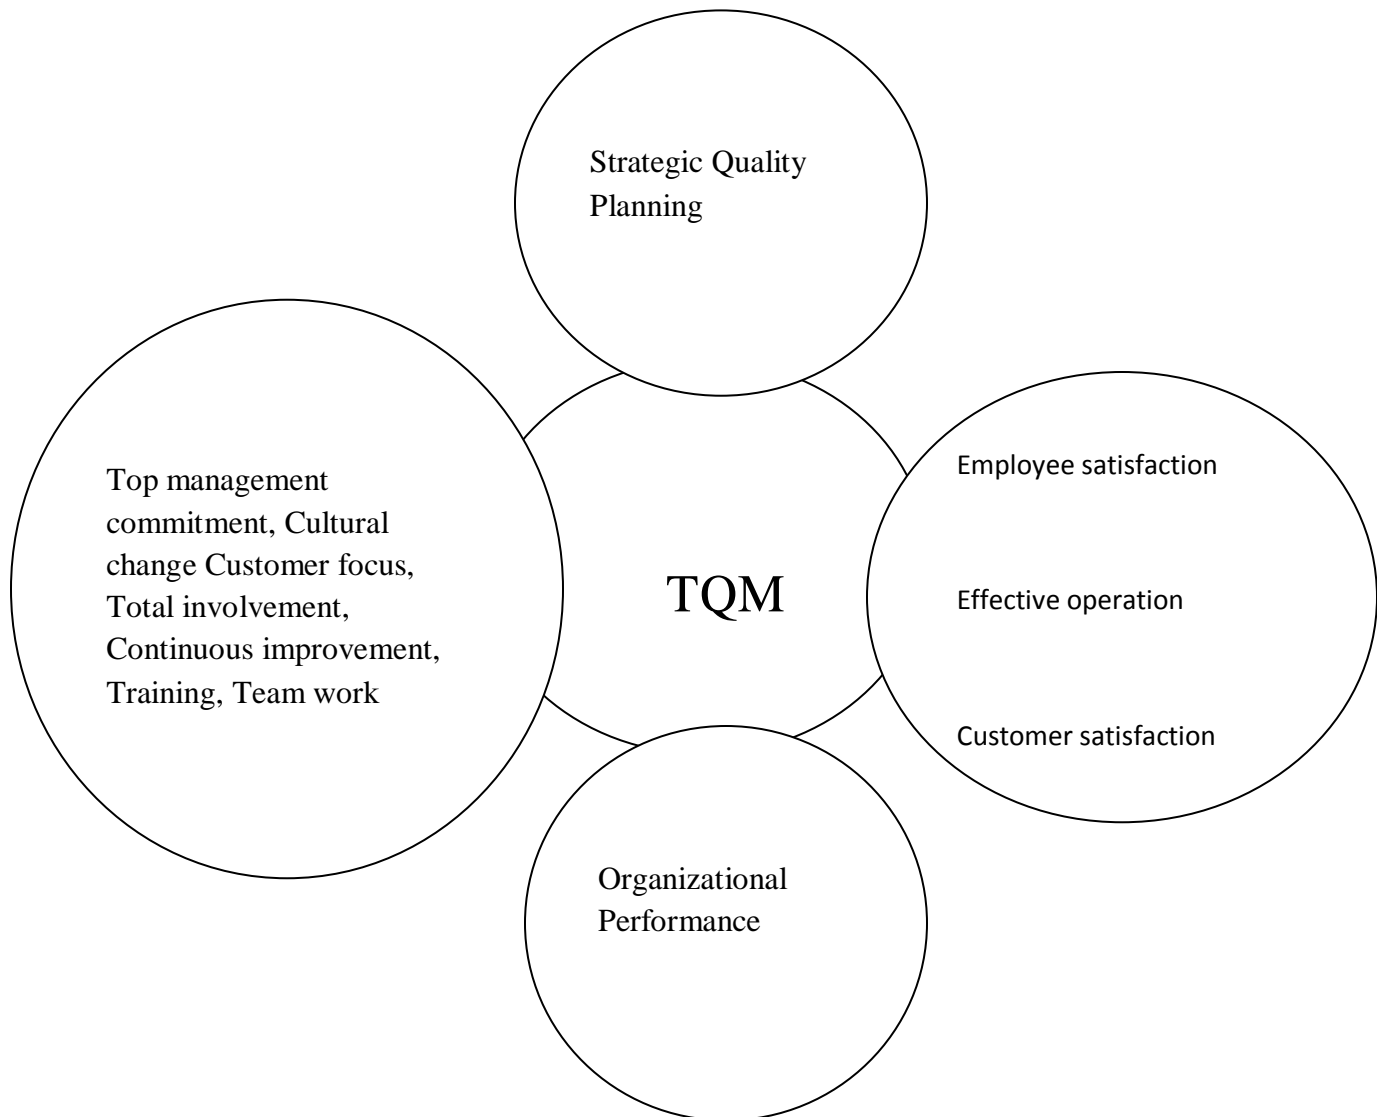 Strategic Quality
Planning
Top management
commitment, Cultural
change Customer focus,
Total involvement,
Continuous improvement,
Training, Team work
TQM
Employee satisfaction
Effective operation
Customer satisfaction
Organizational
Performance